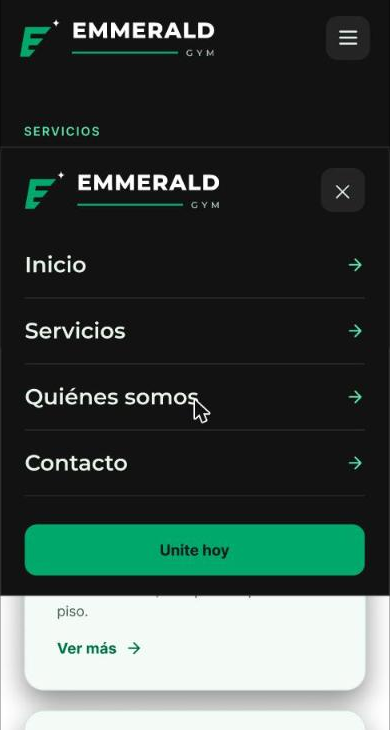 EMMERALD
GYM
SERVICIOS
EMMERALD
GYM
Inicio
Servicios
Quiénes somos
Contacto
Unite hoy
piso.
Ver más